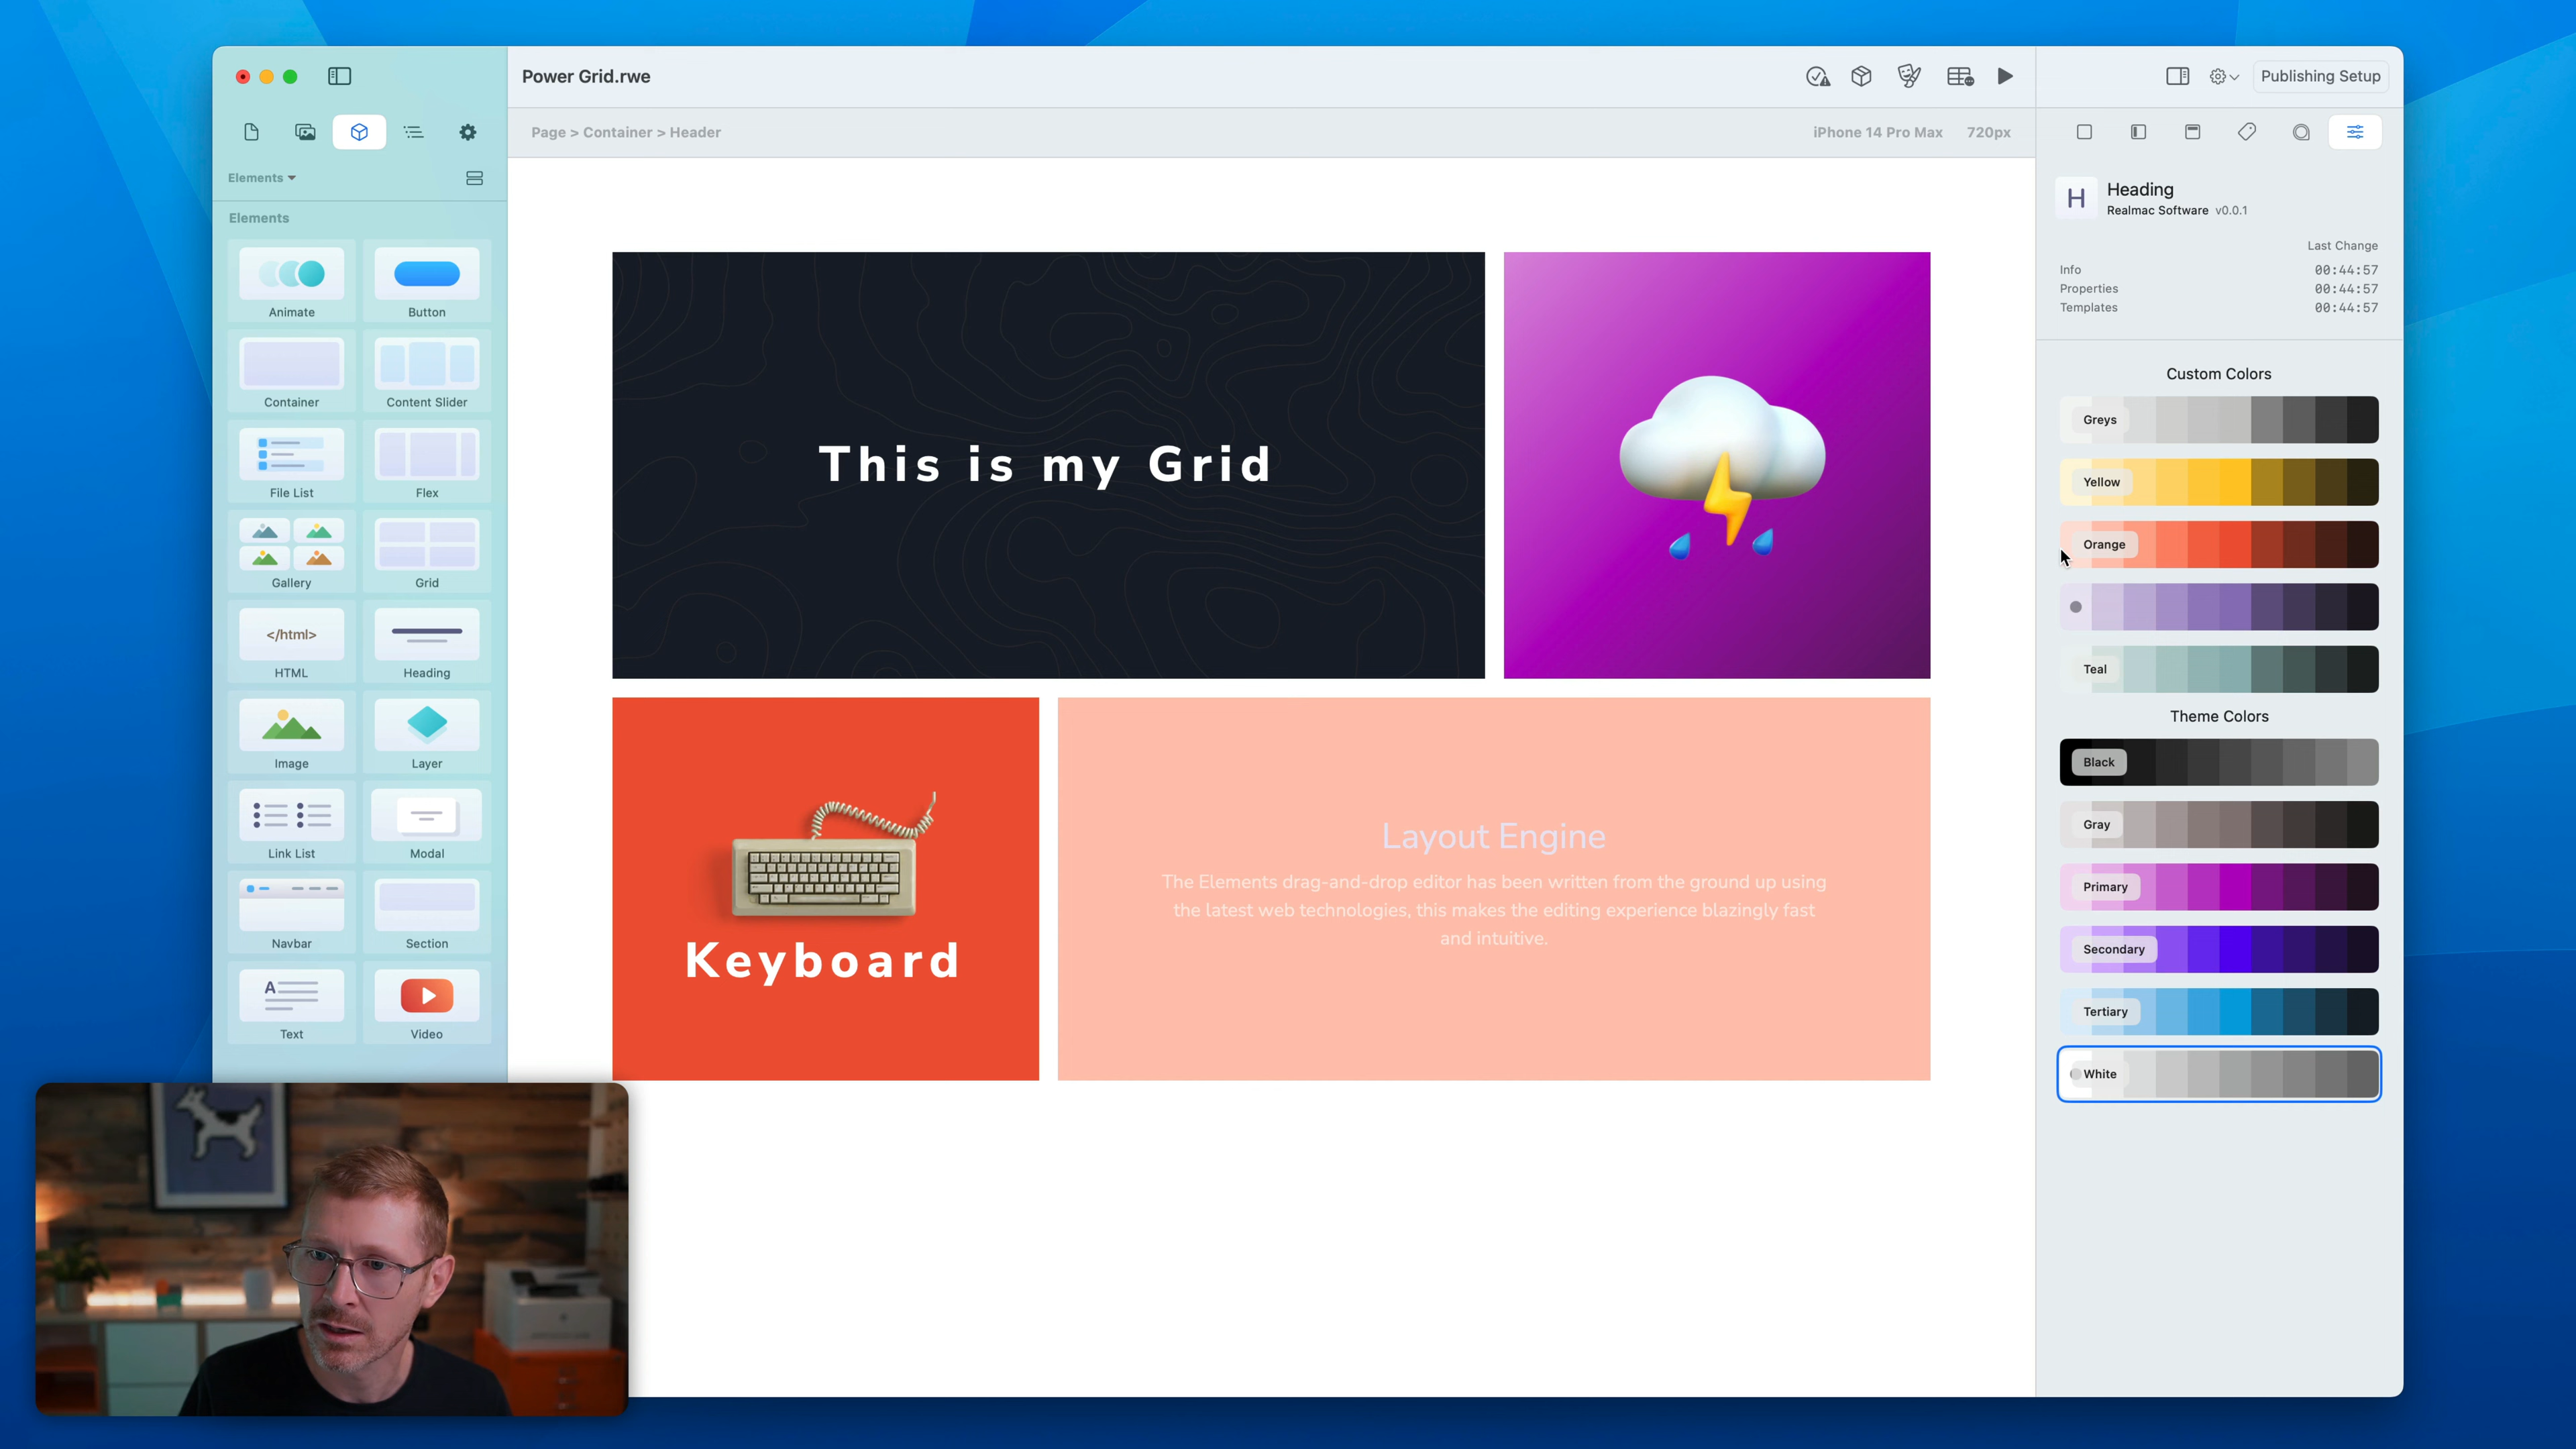 Power Grid.rwe
Publishing Setup
Page > Container > Header
iPhone 14 Pro Max 720px
Elements
Elements
Animate
Button
Container
Content Slider
File List
Flex
Gallery
Grid
</html>
HTML
Heading
Image
Layer
Link List
Modal
Navbar
Section
A
Text
Video
This is my Grid
Keyboard
Layout Engine
The Elements drag-and-drop editor has been written from the ground up using
the latest web technologies, this makes the editing experience blazingly fast
and intuitive.
H
Heading
Realmac Software v0.0.1
Last Change
Info 00:44:57
Properties 00:44:57
Templates 00:44:57
Custom Colors
Greys
Yellow
Orange
Teal
Theme Colors
Black
Gray
Primary
Secondary
Tertiary
White